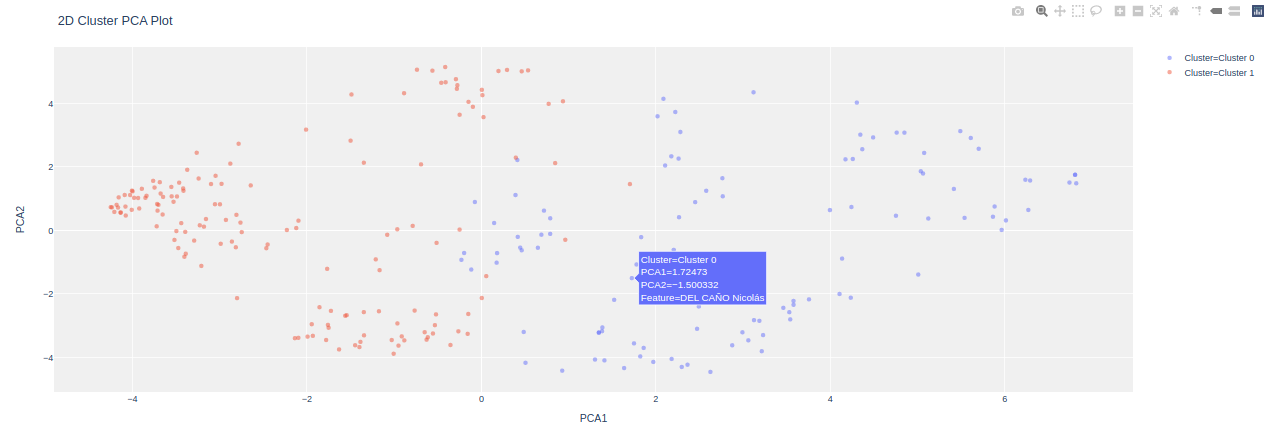 2D Cluster PCA Plot
Cluster=Cluster 0
Cluster=Cluster 1
PCA2
4
2
0
−2
−4
Cluster=Cluster 0
PCA1=1.72473
PCA2=−1.500332
Feature=DEL CAÑO Nicolás
−4
−2
0
2
4
6
PCA1